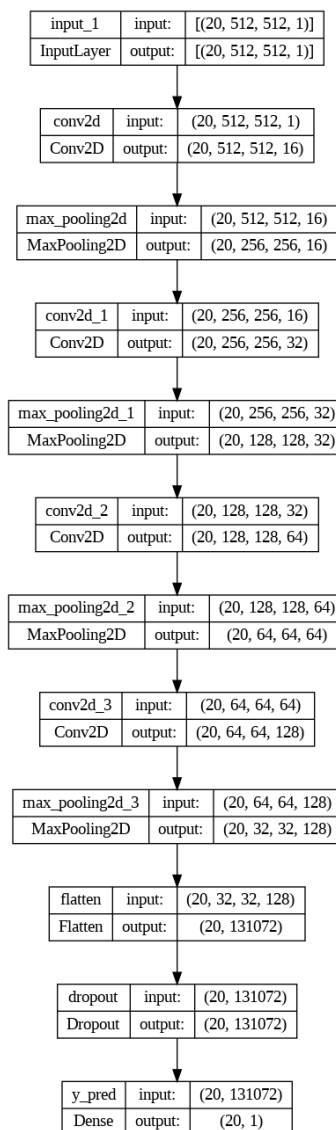 input_1 input: [(20, 512, 512, 1)]
InputLayer output: [(20, 512, 512, 1)]
conv2d input: (20, 512, 512, 1)
Conv2D output: (20, 512, 512, 16)
max_pooling2d input: (20, 512, 512, 16)
MaxPooling2D output: (20, 256, 256, 16)
conv2d_1 input: (20, 256, 256, 16)
Conv2D output: (20, 256, 256, 32)
max_pooling2d_1 input: (20, 256, 256, 32)
MaxPooling2D output: (20, 128, 128, 32)
conv2d_2 input: (20, 128, 128, 32)
Conv2D output: (20, 128, 128, 64)
max_pooling2d_2 input: (20, 128, 128, 64)
MaxPooling2D output: (20, 64, 64, 64)
conv2d_3 input: (20, 64, 64, 64)
Conv2D output: (20, 64, 64, 128)
max_pooling2d_3 input: (20, 64, 64, 128)
MaxPooling2D output: (20, 32, 32, 128)
flatten input: (20, 32, 32, 128)
Flatten output: (20, 131072)
dropout input: (20, 131072)
Dropout output: (20, 131072)
y_pred input: (20, 131072)
Dense output: (20, 1)